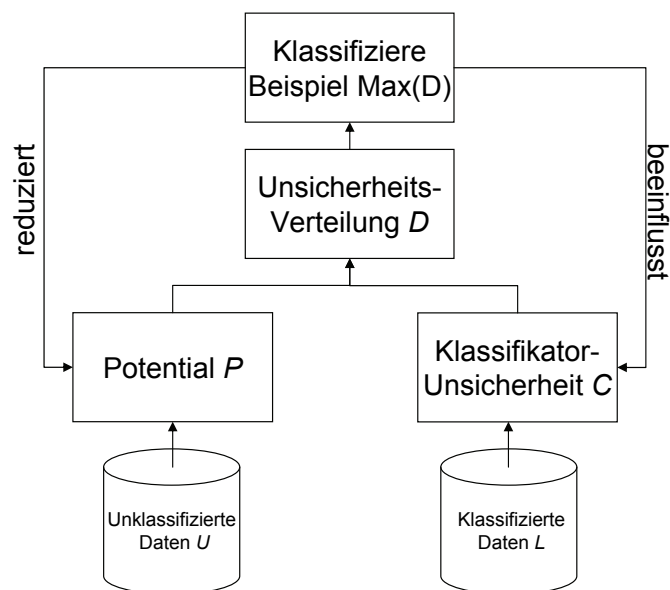 Klassifiziere
Beispiel Max(D)
reduziert
beeinflusst
Unsicherheits-
Verteilung D
Potential P
Klassifikator-
Unsicherheit C
Unklassifizierte
Daten U
Klassifizierte
Daten L